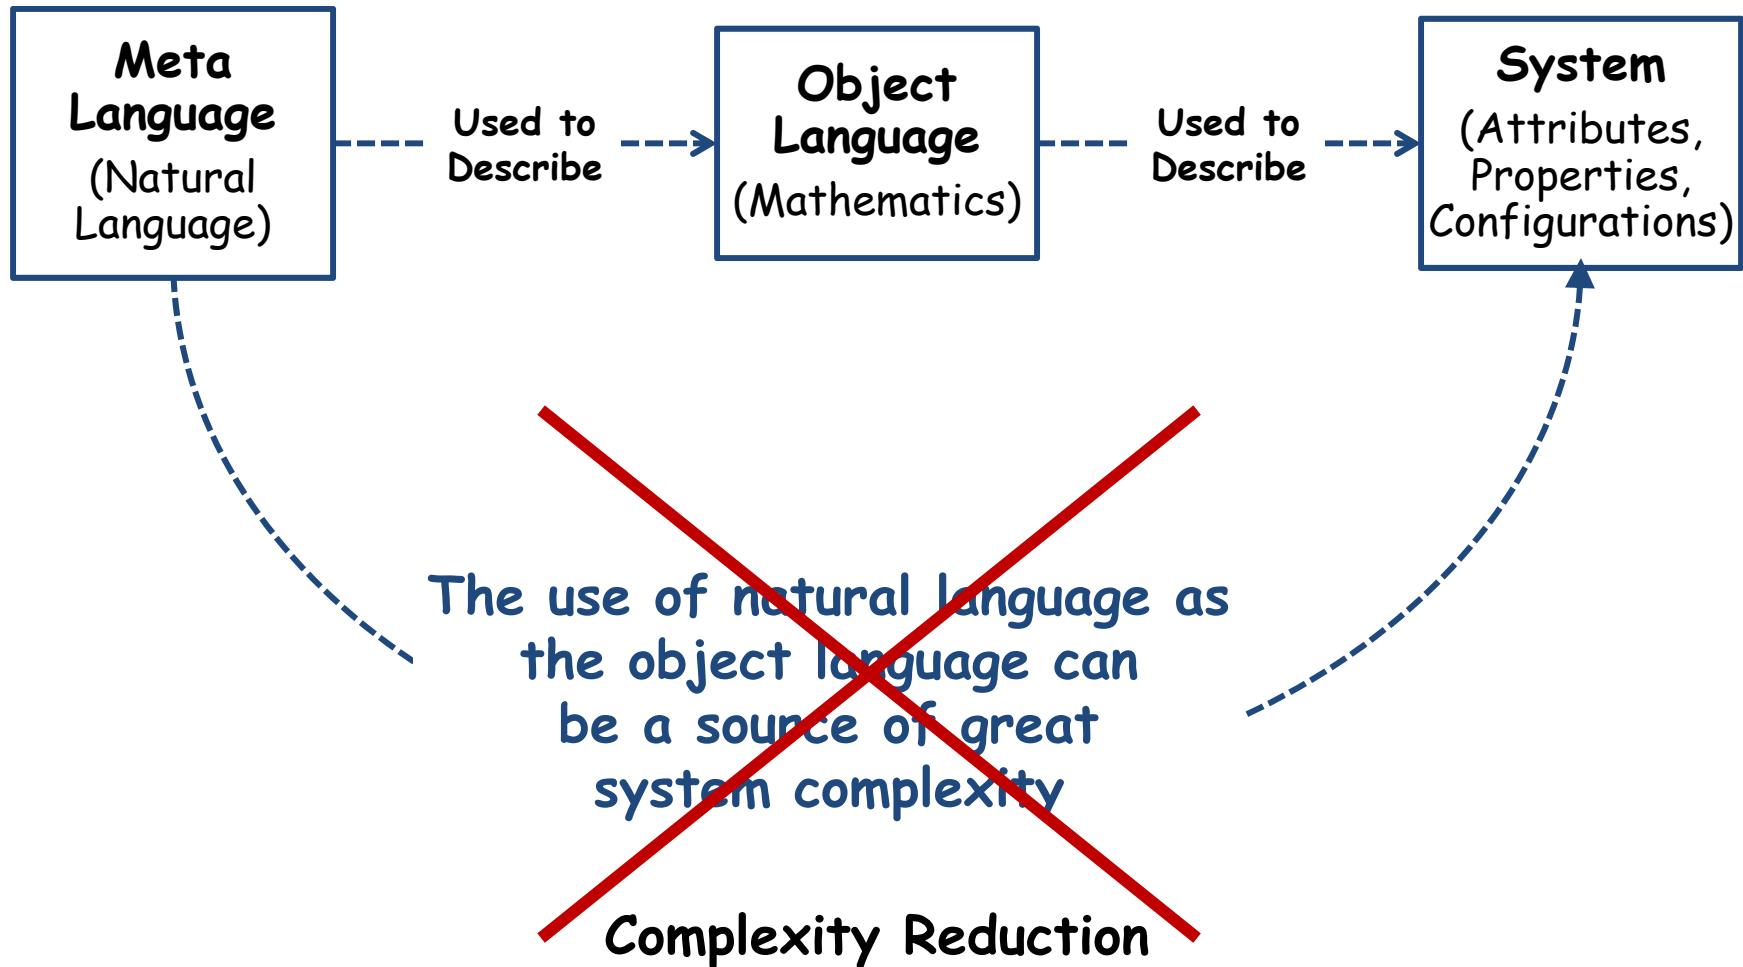 Meta
Language
(Natural
Language)
Used to
Describe
Object
Language
(Mathematics)
Used to
Describe
System
(Attributes,
Properties,
Configurations)
The use of natural language as
the object language can
be a source of great
system complexity
Complexity Reduction